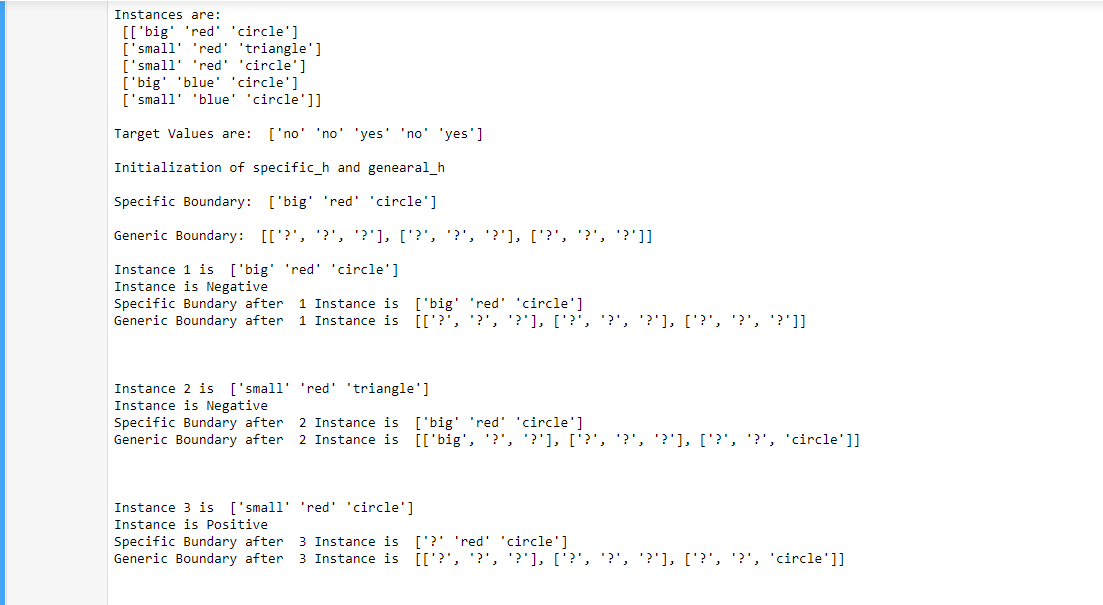 Instances are:
[['big' 'red' 'circle']
['small' 'red' 'triangle']
['small' 'red' 'circle']
['big' 'blue' 'circle']
['small' 'blue' 'circle']]
Target Values are:  ['no' 'no' 'yes' 'no' 'yes']
Initialization of specific_h and genearal_h
Specific Boundary:  ['big' 'red' 'circle']
Generic Boundary:  [['?', '?', '?'], ['?', '?', '?'], ['?', '?', '?']]
Instance 1 is  ['big' 'red' 'circle']
Instance is Negative
Specific Bundary after  1 Instance is  ['big' 'red' 'circle']
Generic Boundary after  1 Instance is  [['?', '?', '?'], ['?', '?', '?'], ['?', '?', '?']]
Instance 2 is  ['small' 'red' 'triangle']
Instance is Negative
Specific Bundary after  2 Instance is  ['big' 'red' 'circle']
Generic Boundary after  2 Instance is  [['big', '?', '?'], ['?', '?', '?'], ['?', '?', 'circle']]
Instance 3 is  ['small' 'red' 'circle']
Instance is Positive
Specific Bundary after  3 Instance is  ['?' 'red' 'circle']
Generic Boundary after  3 Instance is  [['?', '?', '?'], ['?', '?', '?'], ['?', '?', 'circle']]